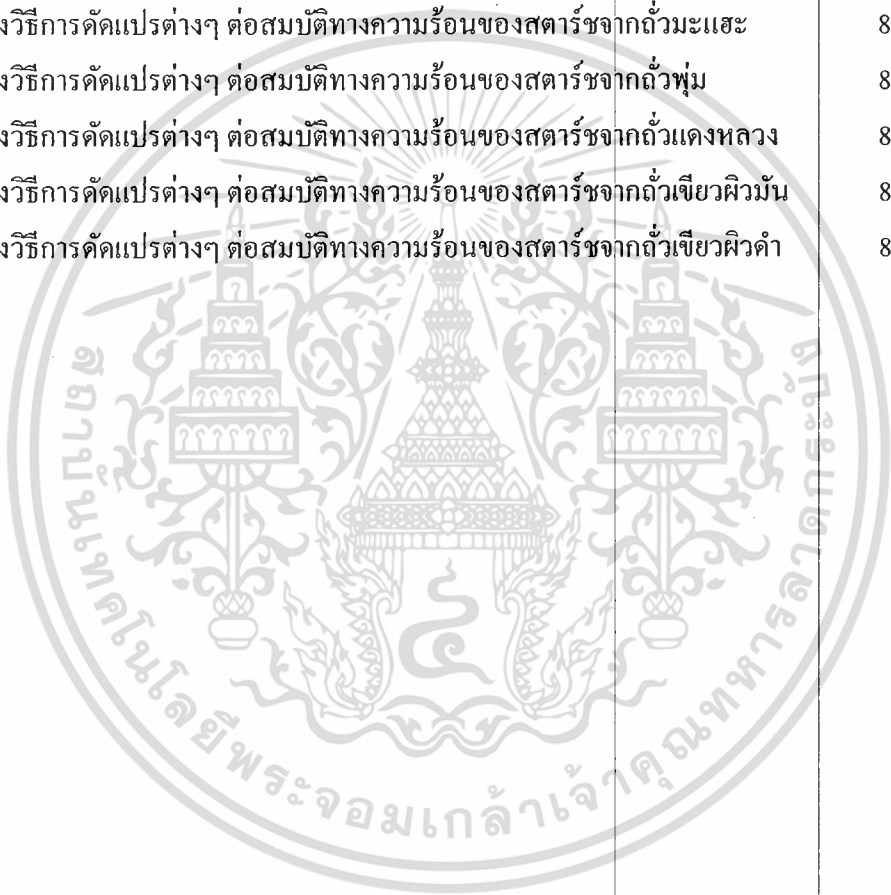 งวิธีการดัดแปรต่างๆ ต่อสมบัติทางความร้อนของสตาร์ชจากถั่วมะแฮะ 8
งวิธีการดัดแปรต่างๆ ต่อสมบัติทางความร้อนของสตาร์ชจากถั่วพุ่ม 8
งวิธีการดัดแปรต่างๆ ต่อสมบัติทางความร้อนของสตาร์ชจากถั่วแดงหลวง 8
งวิธีการดัดแปรต่างๆ ต่อสมบัติทางความร้อนของสตาร์ชจากถั่วเขียวผิวมัน 8
งวิธีการดัดแปรต่างๆ ต่อสมบัติทางความร้อนของสตาร์ชจากถั่วเขียวผิวดำ 8
สถาบันเทคโนโลยีพระจอมเกล้าเจ้าคุณทหารลาดกระบัง